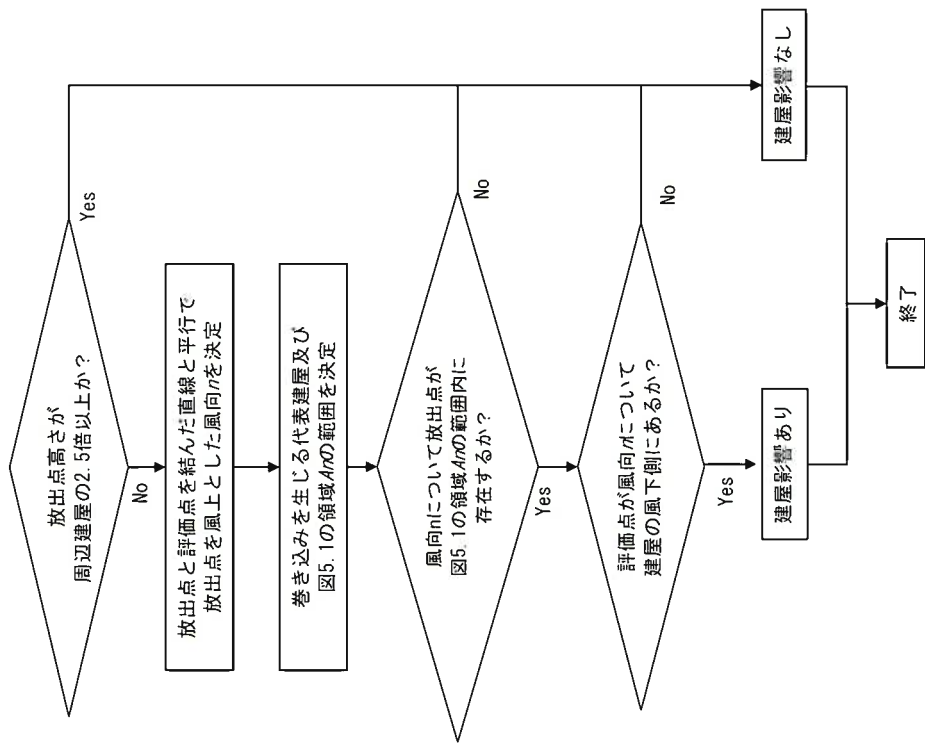 放出点高さが
周辺建屋の2.5倍以上か？
Yes
No
放出点と評価点を結んだ直線と平行で
放出点を風上とした風向nを決定
巻き込みを生じる代表建屋及び
図5.1の領域Anの範囲を決定
風向nについて放出点が
図5.1の領域Anの範囲内に
存在するか？
No
Yes
評価点が風向n'について
建屋の風下側にあるか？
No
Yes
建屋影響あり
建屋影響なし
終了